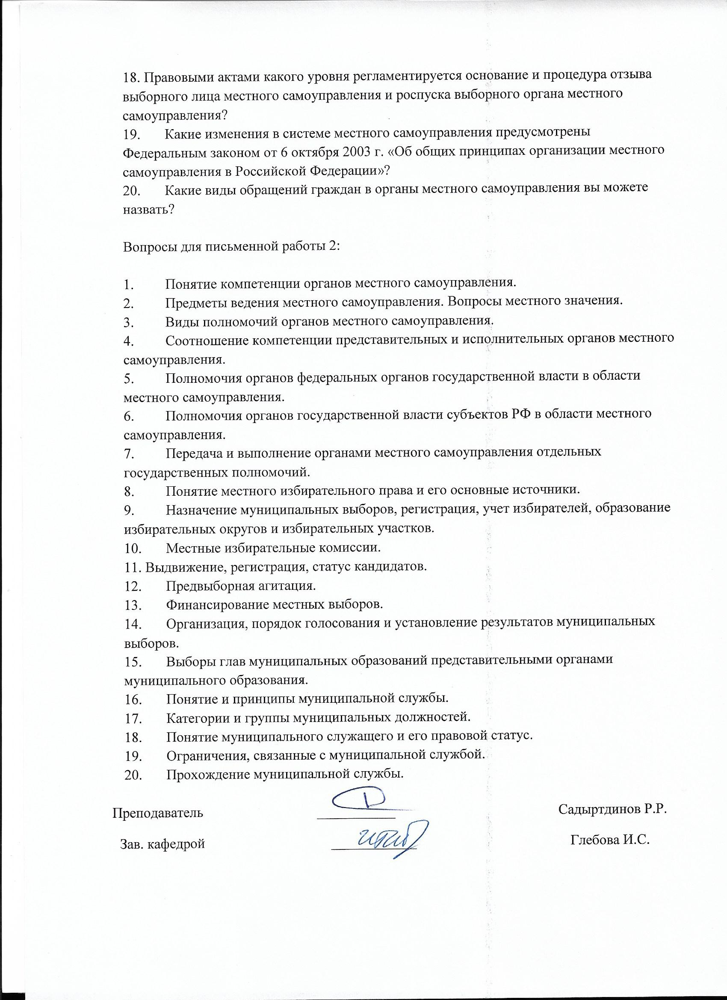 18. Правовыми актами какого уровня регламентируется основание и процедура отзыва
выборного лица местного самоуправления и роспуска выборного органа местного
самоуправления?
19. Какие изменения в системе местного самоуправления предусмотрены
Федеральным законом от 6 октября 2003 г. «Об общих принципах организации местного
самоуправления в Российской Федерации»?
20. Какие виды обращений граждан в органы местного самоуправления вы можете
назвать?
Вопросы для письменной работы 2:
1. Понятие компетенции органов местного самоуправления.
2. Предметы ведения местного самоуправления. Вопросы местного значения.
3. Виды полномочий органов местного самоуправления.
4. Соотношение компетенции представительных и исполнительных органов местного
самоуправления.
5. Полномочия органов федеральных органов государственной власти в области
местного самоуправления.
6. Полномочия органов государственной власти субъектов РФ в области местного
самоуправления.
7. Передача и выполнение органами местного самоуправления отдельных
государственных полномочий.
8. Понятие местного избирательного права и его основные источники.
9. Назначение муниципальных выборов, регистрация, учет избирателей, образование
избирательных округов и избирательных участков.
10. Местные избирательные комиссии.
11. Выдвижение, регистрация, статус кандидатов.
12. Предвыборная агитация.
13. Финансирование местных выборов.
14. Организация, порядок голосования и установление результатов муниципальных
выборов.
15. Выборы глав муниципальных образований представительными органами
муниципального образования.
16. Понятие и принципы муниципальной службы.
17. Категории и группы муниципальных должностей.
18. Понятие муниципального служащего и его правовой статус.
19. Ограничения, связанные с муниципальной службой.
20. Прохождение муниципальной службы.
Преподаватель Садыртдинов Р.Р.
Зав. кафедрой Глебова И.С.